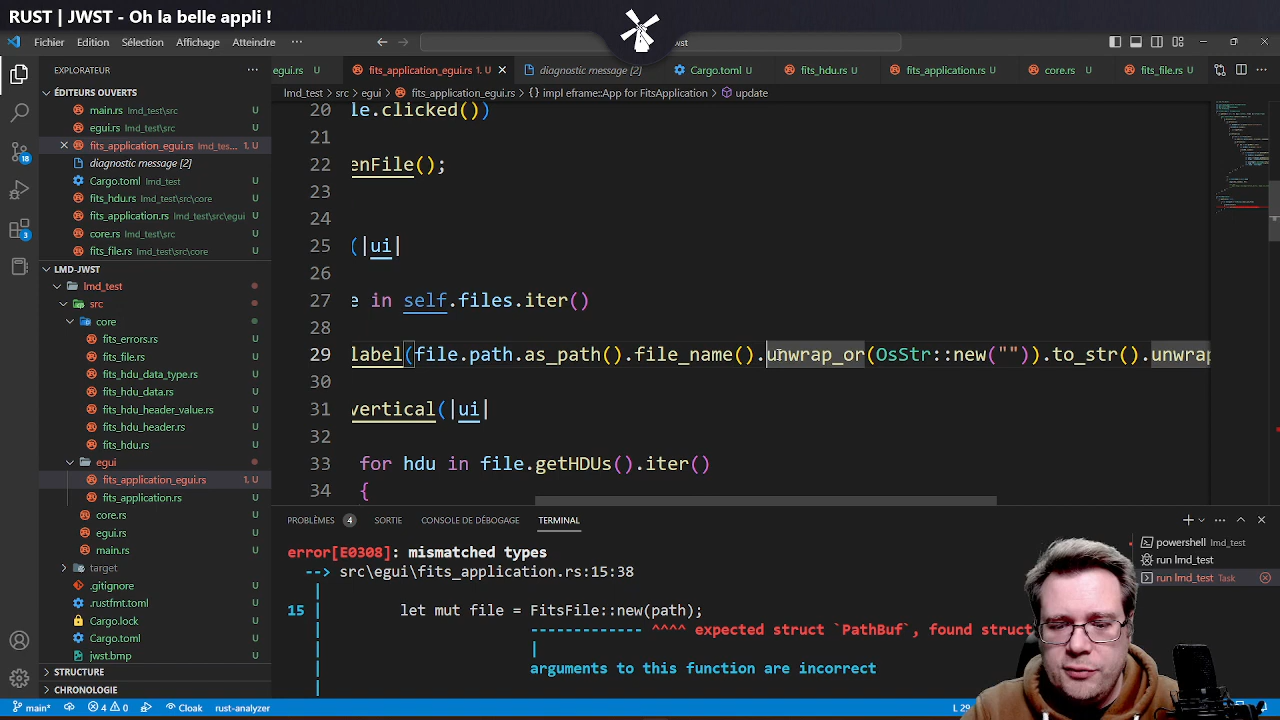 RUST | JWST - Oh la belle appli !
Fichier Edition Sélection Affichage Atteindre ···
EXPLORATEUR
ÉDITEURS OUVERTS
main.rs lmd_test\src U
egui.rs lmd_test\src U
fits_application_egui.rs lmd_tes... 1, U
diagnostic message [2]
Cargo.toml lmd_test U
fits_hdu.rs lmd_test\src\core U
fits_application.rs lmd_test\src\egui U
core.rs lmd_test\src U
fits_file.rs lmd_test\src\core U
LMD-JWST
lmd_test
src
core
fits_errors.rs U
fits_file.rs U
fits_hdu_data_type.rs U
fits_hdu_data.rs U
fits_hdu_header_value.rs U
fits_hdu_header.rs U
fits_hdu.rs U
egui
fits_application_egui.rs 1, U
fits_application.rs U
core.rs U
egui.rs U
main.rs U
target
.gitignore U
.rustfmt.toml U
Cargo.lock U
Cargo.toml U
jwst.bmp U
STRUCTURE
CHRONOLOGIE
egui.rs U fits_application_egui.rs 1, U diagnostic message [2] Cargo.toml U fits_hdu.rs U fits_application.rs U core.rs U fits_file.rs U
lmd_test > src > egui > fits_application_egui.rs > {} impl eframe::App for FitsApplication > update
20 le.clicked())
21
22 enFile();
23
24
25 (|ui|
26
27 e in self.files.iter()
28
29 label(file.path.as_path().file_name().unwrap_or(OsStr::new("")).to_str().unwrap
30
31 vertical(|ui|
32
33 for hdu in file.getHDUs().iter()
34 {
PROBLÈMES 4 SORTIE CONSOLE DE DÉBOGAGE TERMINAL
error[E0308]: mismatched types
--> src\egui\fits_application.rs:15:38
|
15 | let mut file = FitsFile::new(path);
| ------------- ^^^^ expected struct `PathBuf`, found struct
| |
| arguments to this function are incorrect
|
powershell lmd_test
run lmd_test
run lmd_test Task
main* 4 0 Cloak rust-analyzer